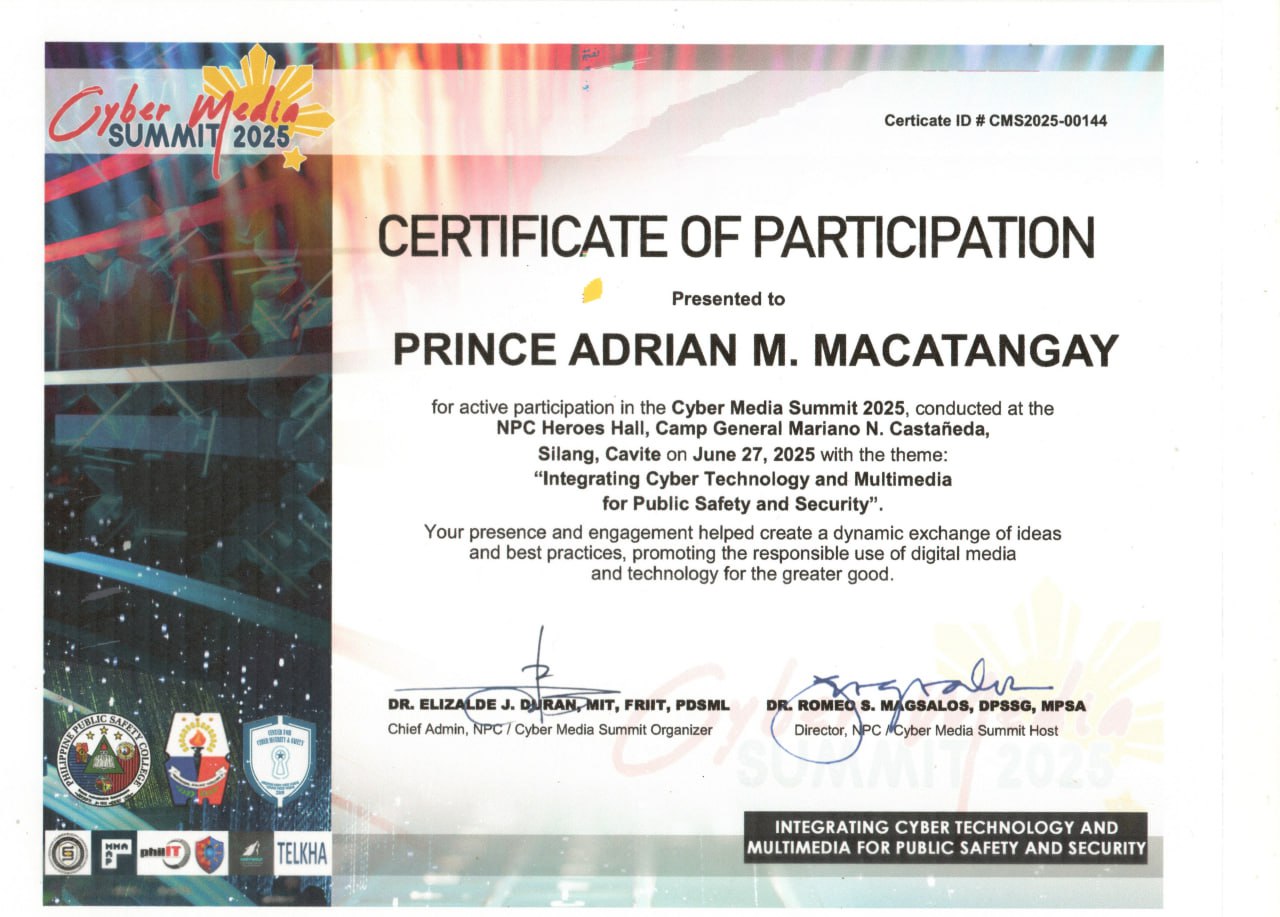 Cyber Media
SUMMIT 2025
Certicate ID # CMS2025-00144
CERTIFICATE OF PARTICIPATION
Presented to
PRINCE ADRIAN M. MACATANGAY
for active participation in the Cyber Media Summit 2025, conducted at the
NPC Heroes Hall, Camp General Mariano N. Castañeda,
Silang, Cavite on June 27, 2025 with the theme:
“Integrating Cyber Technology and Multimedia
for Public Safety and Security”.
Your presence and engagement helped create a dynamic exchange of ideas
and best practices, promoting the responsible use of digital media
and technology for the greater good.
DR. ELIZALDE J. DURAN, MIT, FRIIT, PDSML
Chief Admin, NPC / Cyber Media Summit Organizer
DR. ROMEO S. MAGSALOS, DPSSG, MPSA
Director, NPC / Cyber Media Summit Host
Cyber Media
SUMMIT 2025
PHILIPPINE PUBLIC SAFETY COLLEGE
CENTER FOR
CYBER SECURITY & SAFETY
philIT
TELKHA
INTEGRATING CYBER TECHNOLOGY AND
MULTIMEDIA FOR PUBLIC SAFETY AND SECURITY